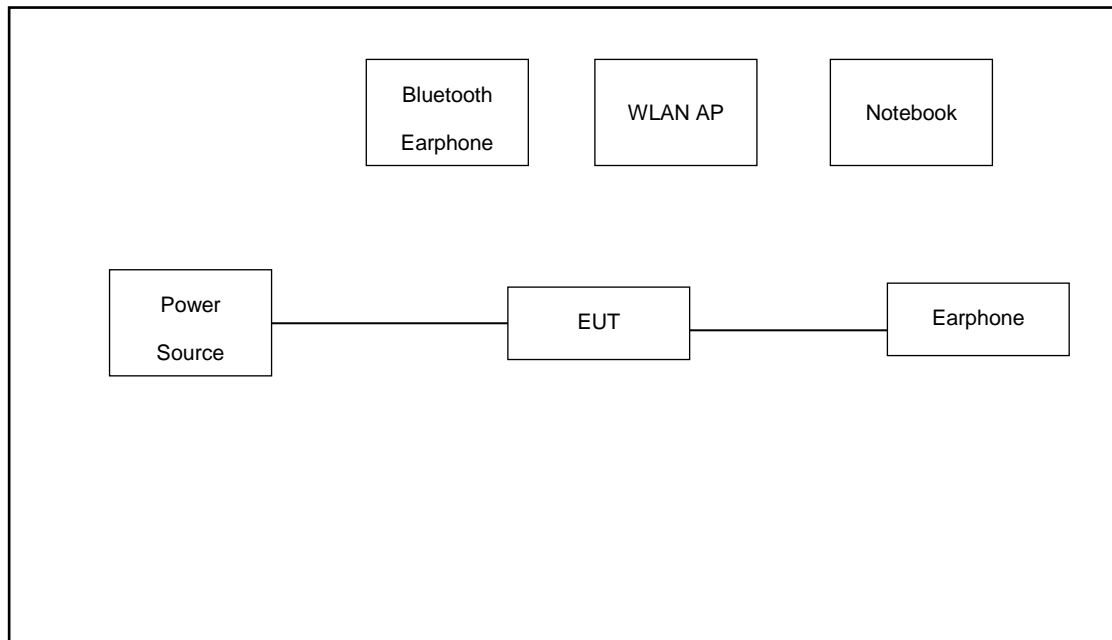 Bluetooth
Earphone
WLAN AP
Notebook
Power
Source
EUT
Earphone